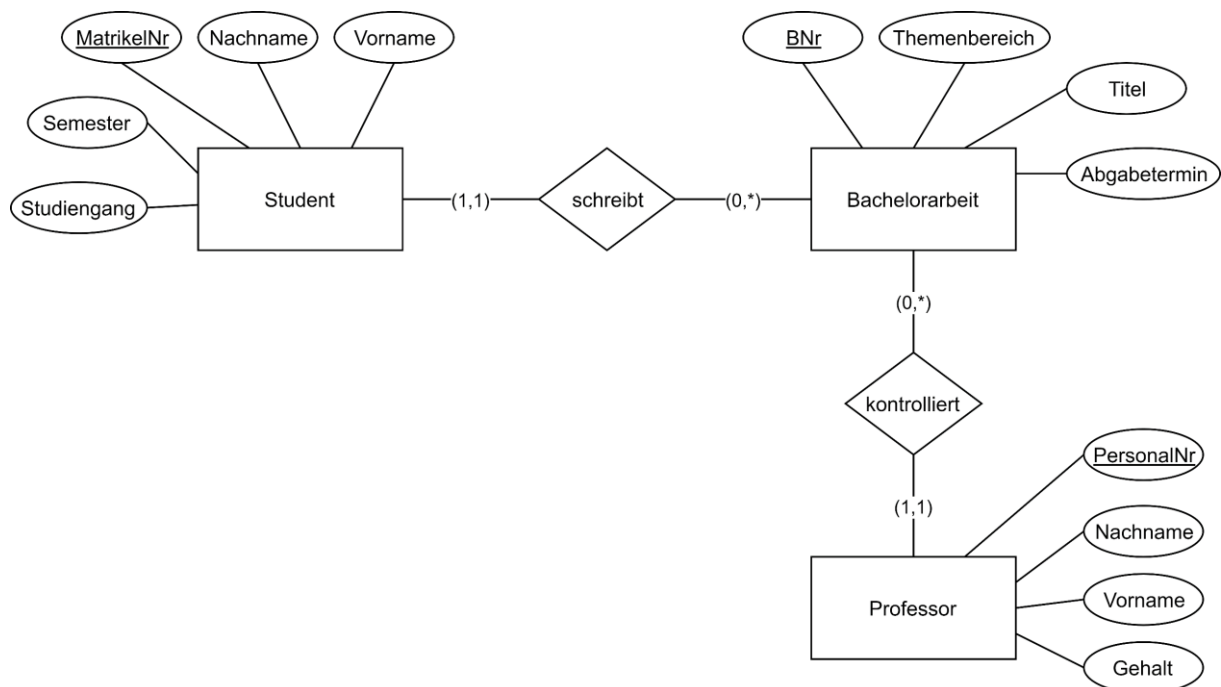 MatrikelNr
Nachname
Vorname
Semester
Studiengang
Student
(1,1)
schreibt
(0,*)
BNr
Themenbereich
Titel
Abgabetermin
Bachelorarbeit
(0,*)
kontrolliert
(1,1)
PersonalNr
Nachname
Vorname
Gehalt
Professor